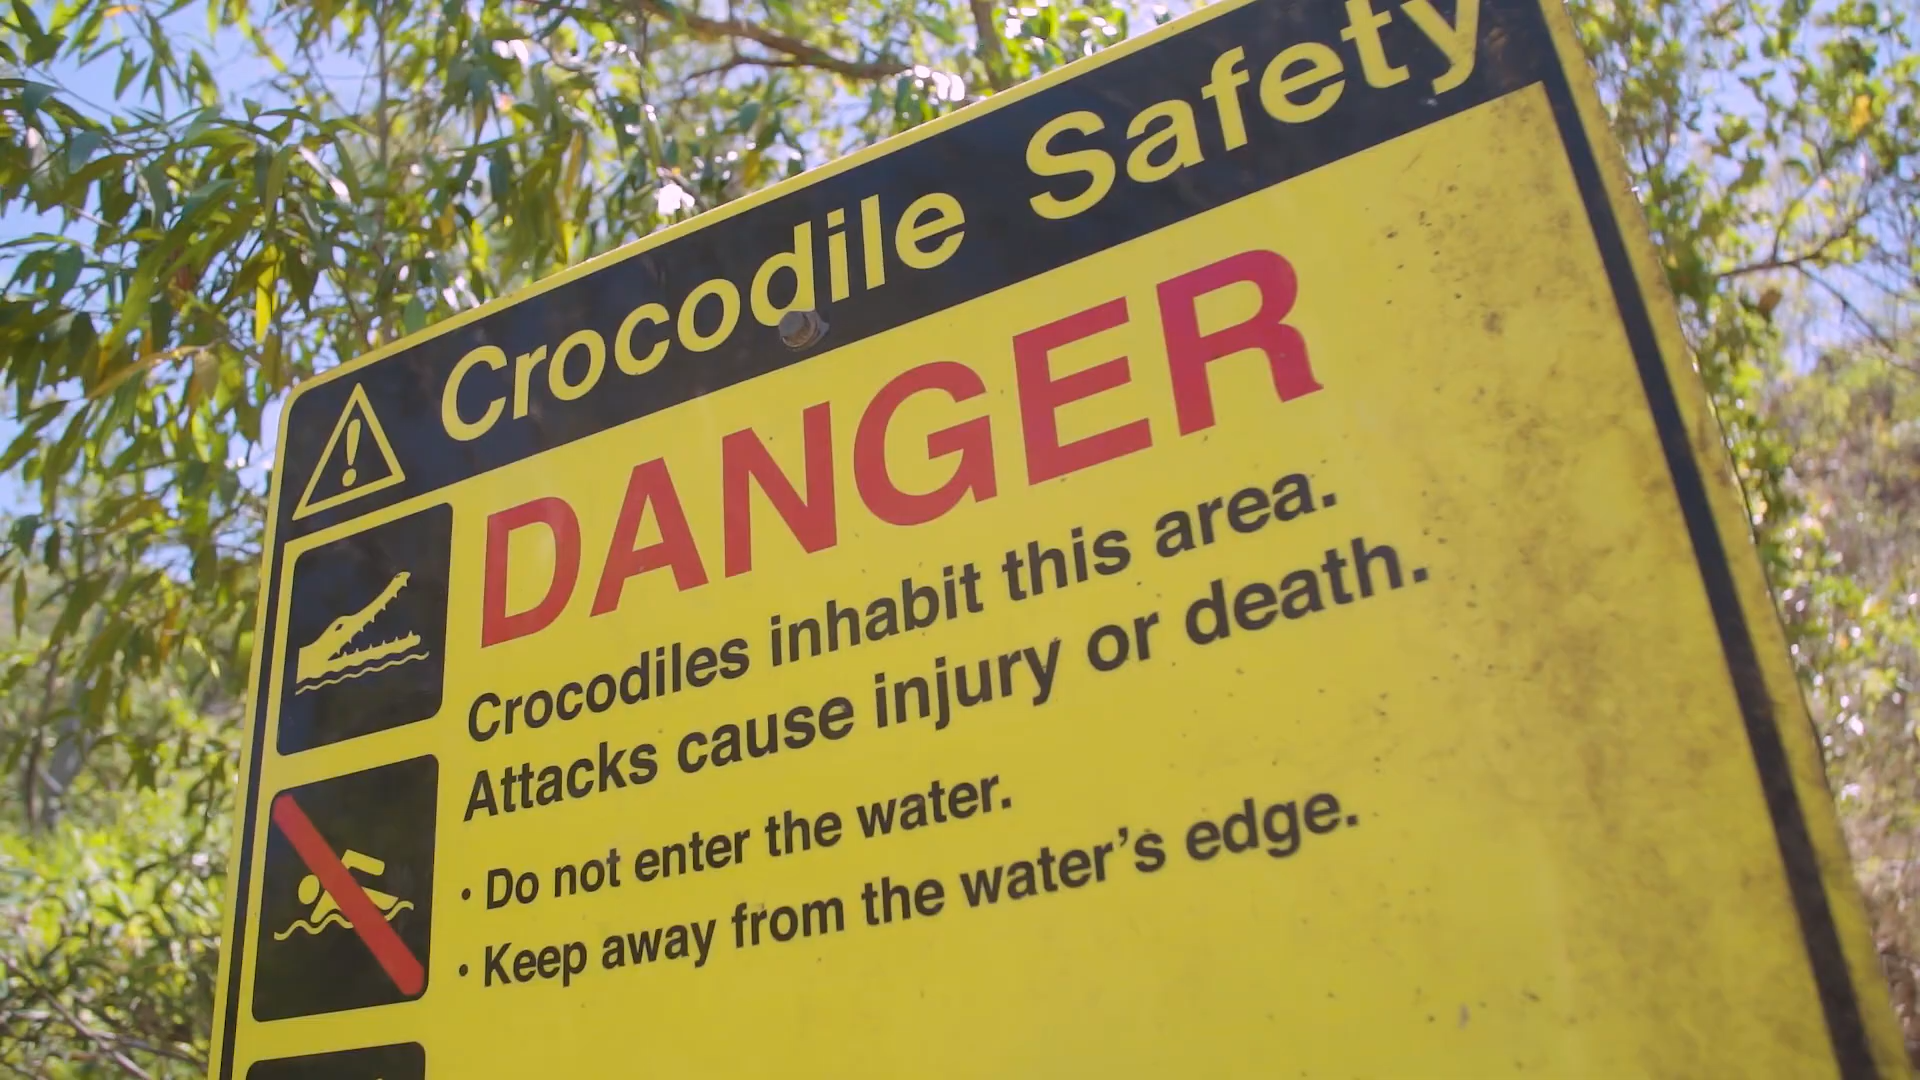 Crocodile Safety
DANGER
Crocodiles inhabit this area.
Attacks cause injury or death.
• Do not enter the water.
• Keep away from the water's edge.